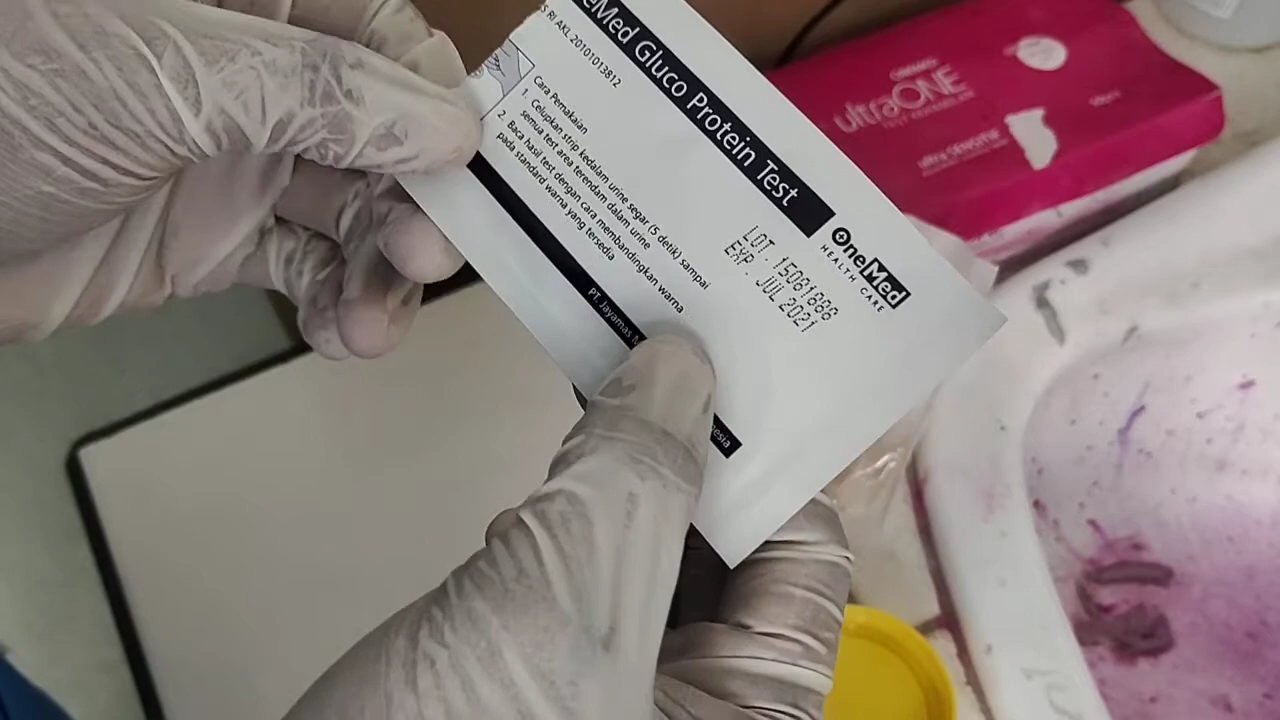 eMed Gluco Protein Test
S RI AKL 20101013812
Cara Pemakaian
1. Celupkan strip kedalam urine segar (5 detik) sampai
semua test area terendam dalam urine
2. Baca hasil test dengan cara membandingkan warna
pada standard warna yang tersedia
PT. Jayamas
esia
LOT. 15081888
EXP. JUL 2021
OneMed
HEALTH CARE
ultraONE
ultra SENSITIF